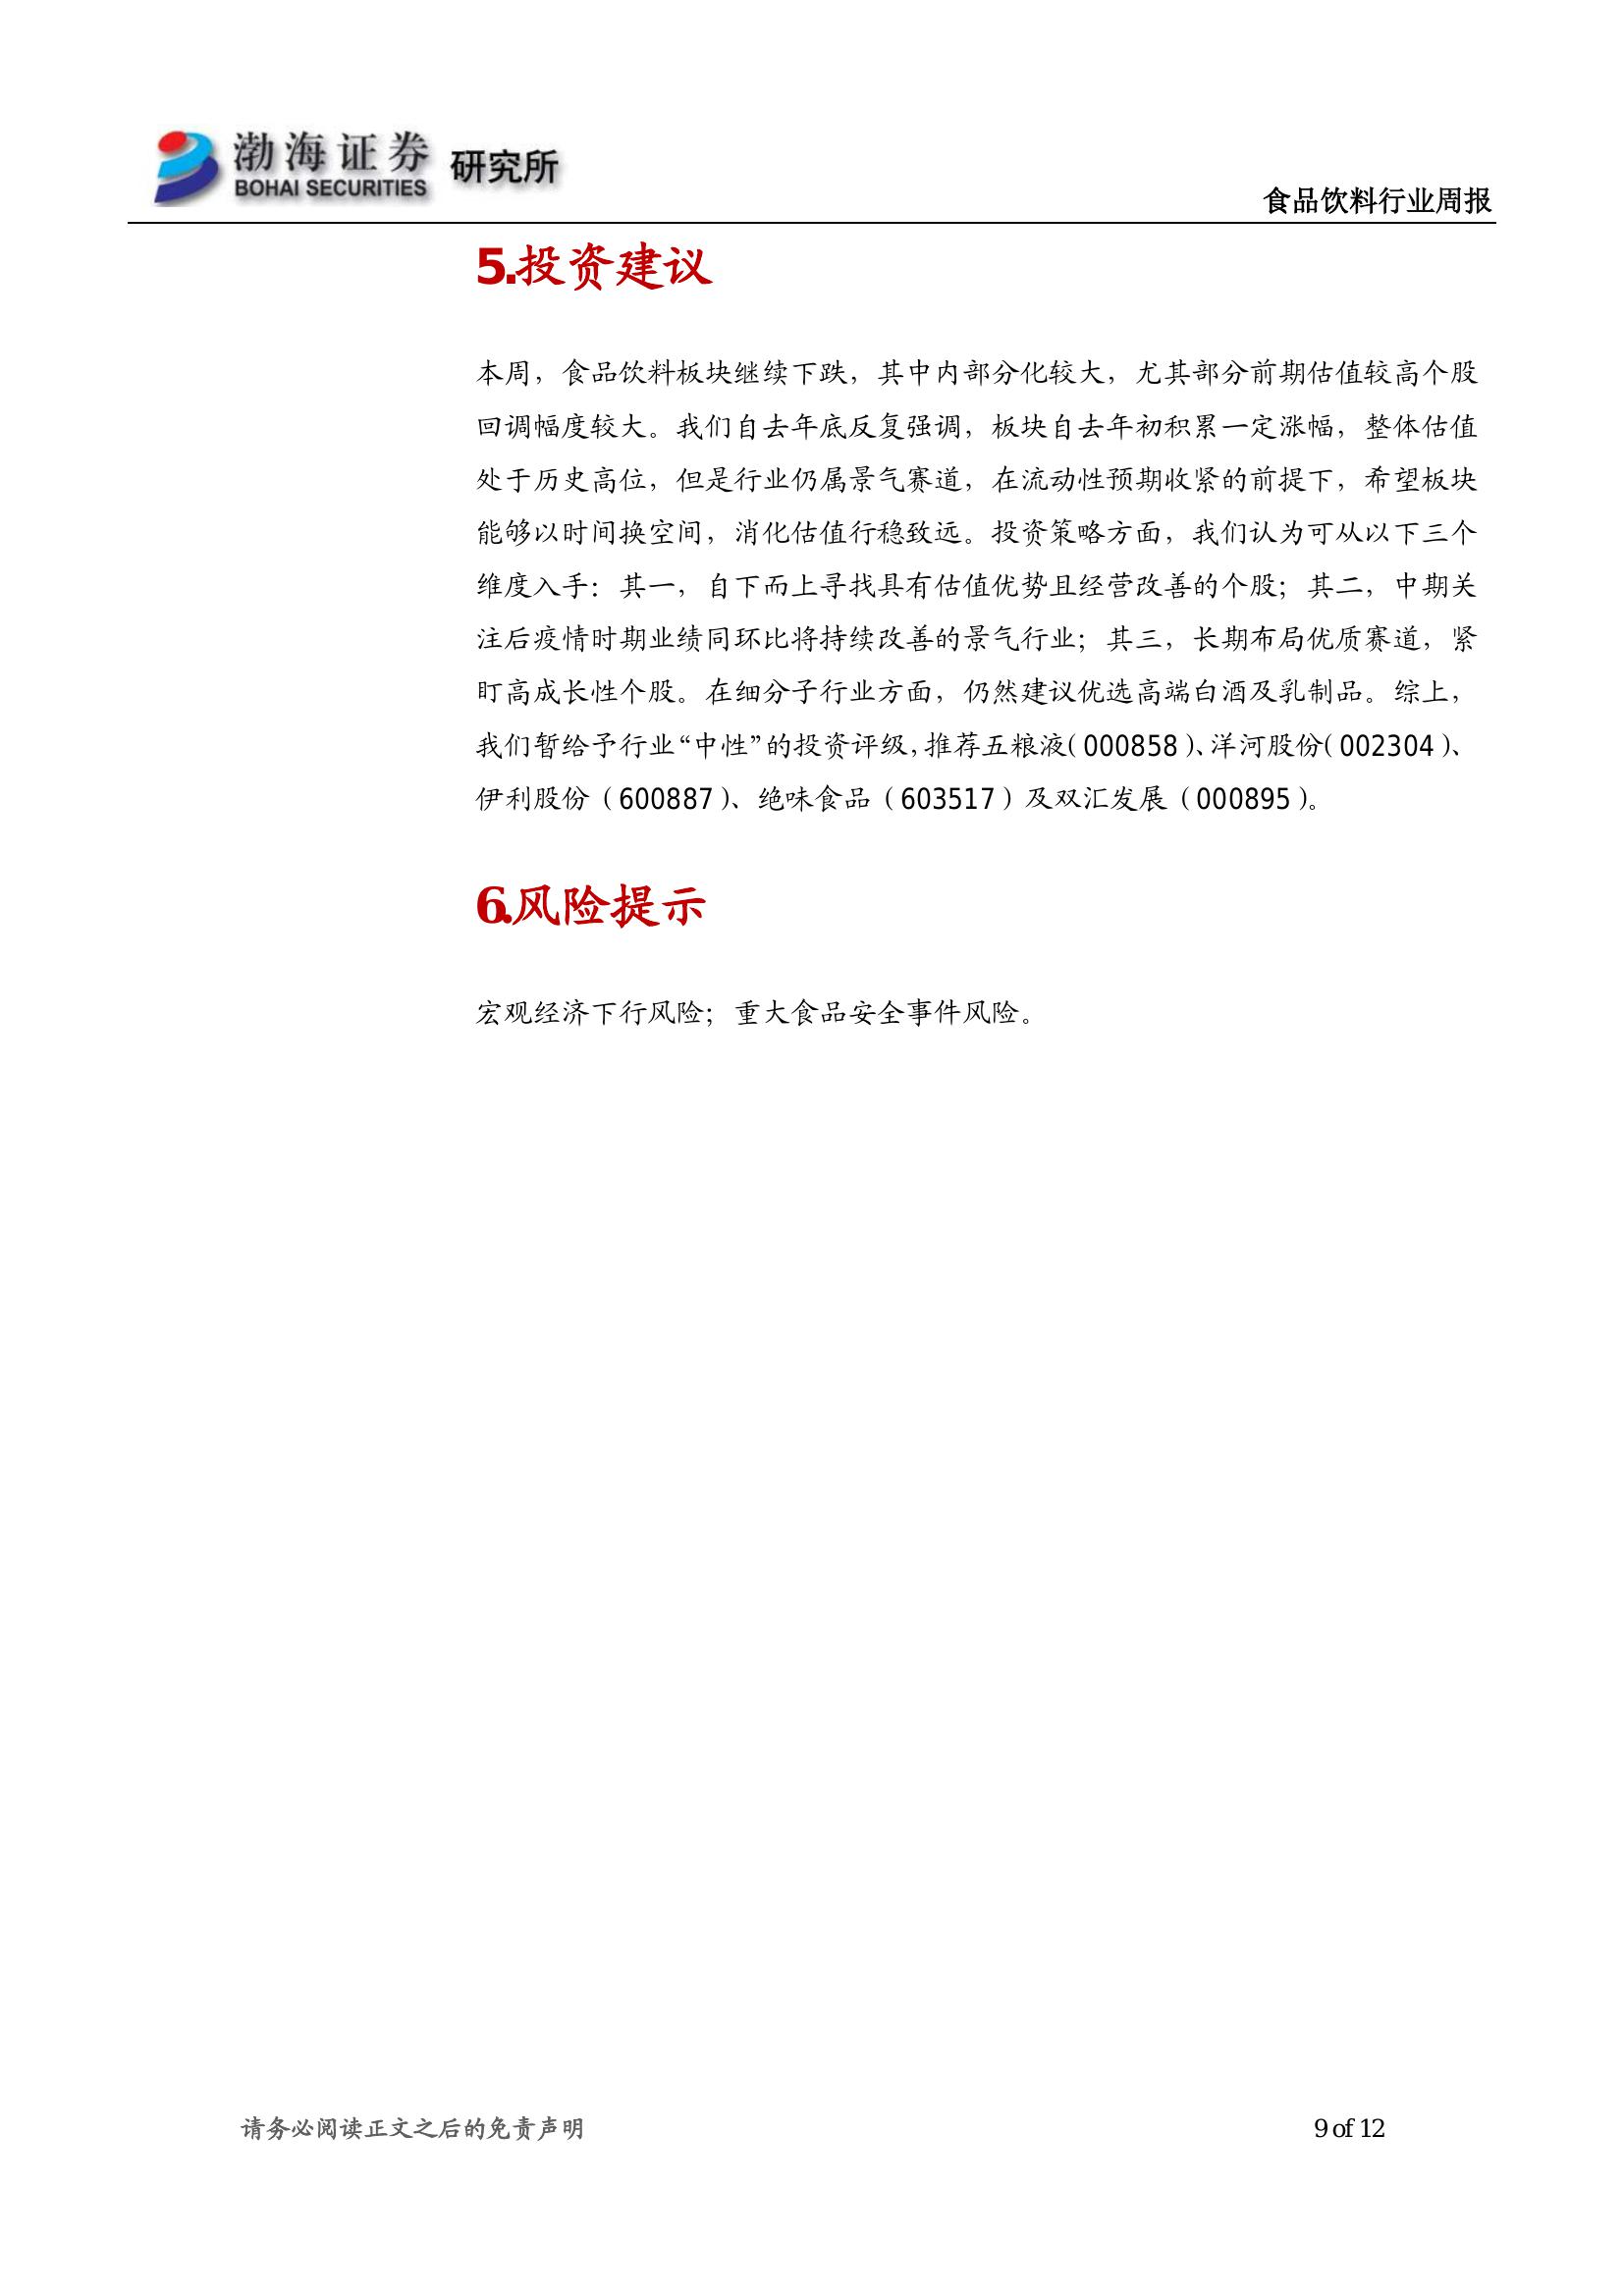 渤海证券
BOHAI SECURITIES
研究所
食品饮料行业周报
5.投资建议
本周，食品饮料板块继续下跌，其中内部分化较大，尤其部分前期估值较高个股
回调幅度较大。我们自去年底反复强调，板块自去年初积累一定涨幅，整体估值
处于历史高位，但是行业仍属景气赛道，在流动性预期收紧的前提下，希望板块
能够以时间换空间，消化估值行稳致远。投资策略方面，我们认为可从以下三个
维度入手：其一，自下而上寻找具有估值优势且经营改善的个股；其二，中期关
注后疫情时期业绩同环比将持续改善的景气行业；其三，长期布局优质赛道，紧
盯高成长性个股。在细分子行业方面，仍然建议优选高端白酒及乳制品。综上，
我们暂给予行业“中性”的投资评级，推荐五粮液（000858）、洋河股份（002304）、
伊利股份（600887）、绝味食品（603517）及双汇发展（000895）。
6.风险提示
宏观经济下行风险；重大食品安全事件风险。
请务必阅读正文之后的免责声明
9 of 12